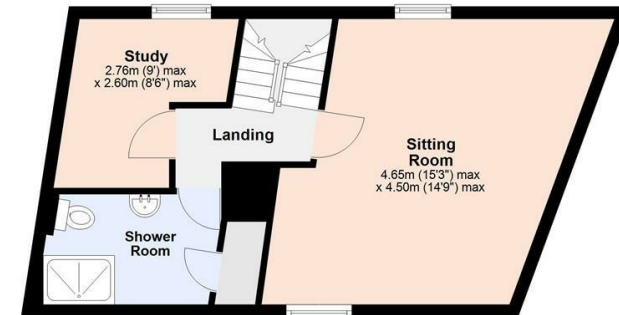 Study
2.76m (9') max
x 2.60m (8'6") max
Landing
Sitting
Room
4.65m (15'3") max
x 4.50m (14'9") max
Shower
Room